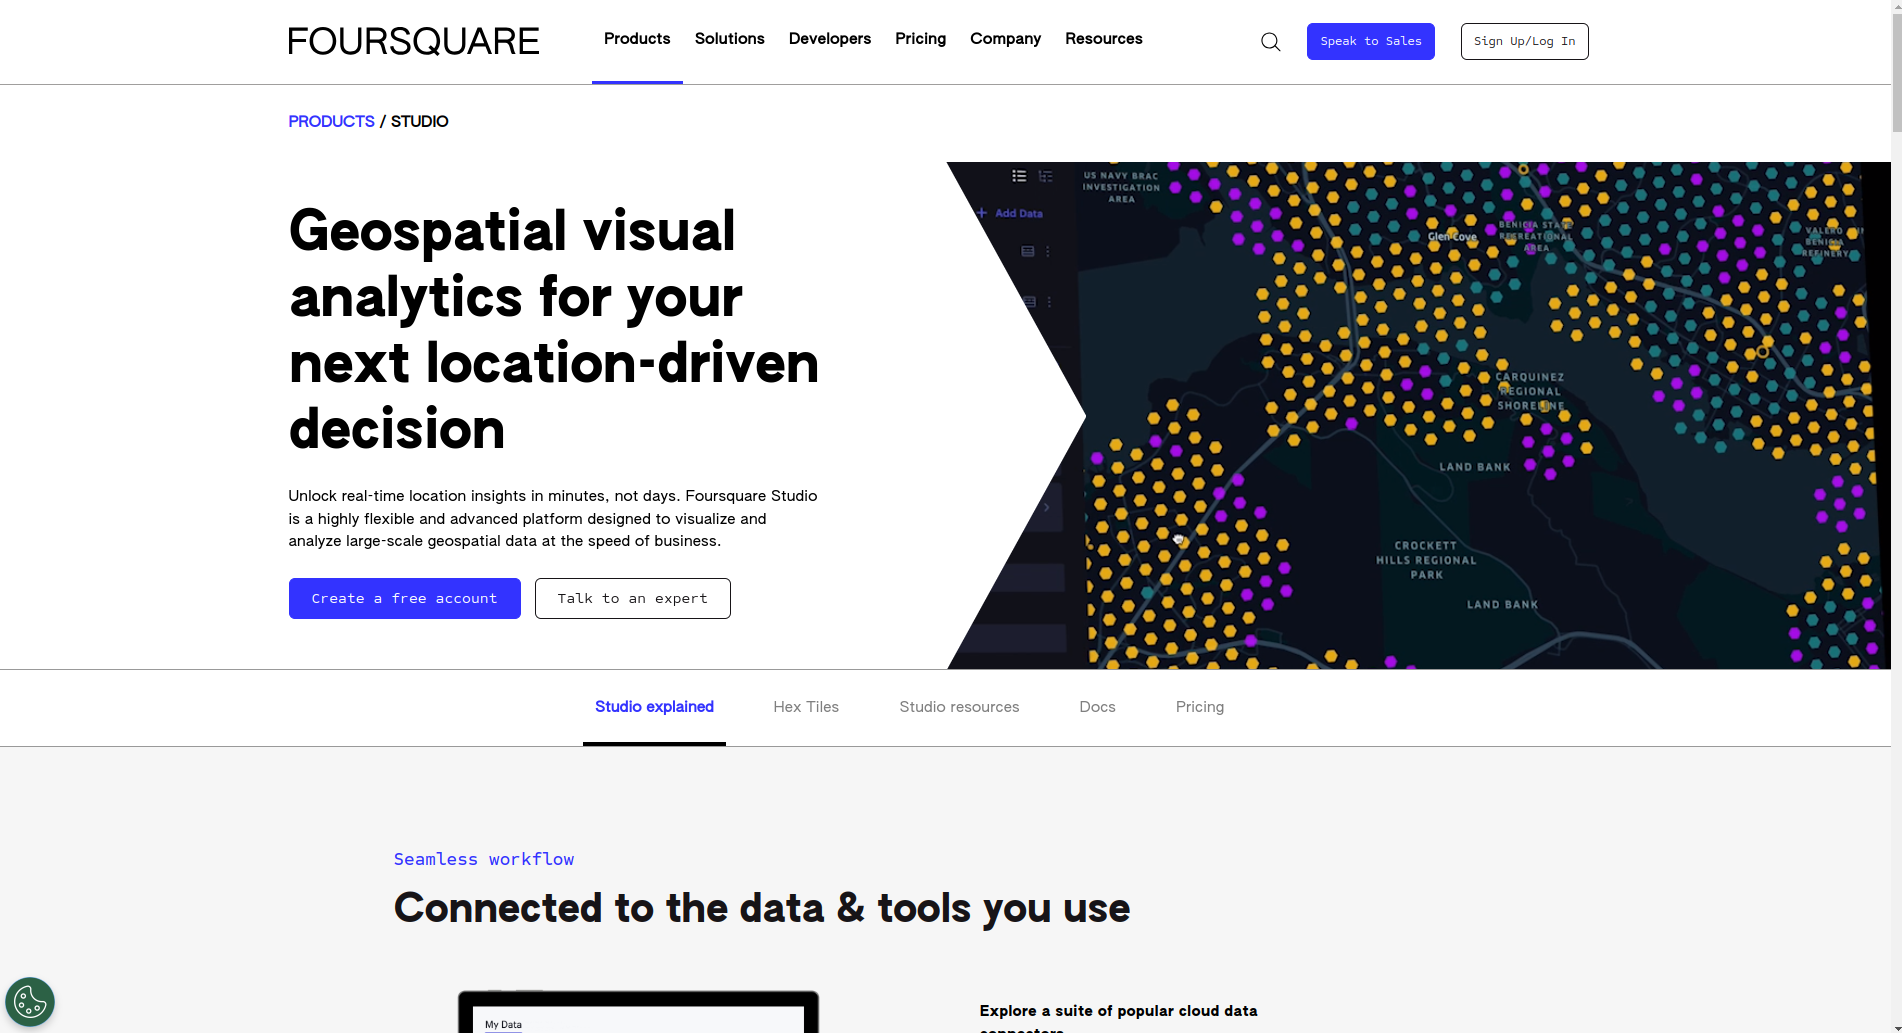 FOURSQUARE
Products
Solutions
Developers
Pricing
Company
Resources
Speak to Sales
Sign Up/Log In
PRODUCTS / STUDIO
Geospatial visual
analytics for your
next location-driven
decision
Unlock real-time location insights in minutes, not days. Foursquare Studio
is a highly flexible and advanced platform designed to visualize and
analyze large-scale geospatial data at the speed of business.
Create a free account
Talk to an expert
+ Add Data
US NAVY BRAC
INVESTIGATION
AREA
Glen Cove
BENICIA STATE
RECREATIONAL
AREA
VALERO
BENICIA
REFINERY
CARQUINEZ
REGIONAL
SHORELINE
LAND BANK
CROCKETT
HILLS REGIONAL
PARK
LAND BANK
Studio explained
Hex Tiles
Studio resources
Docs
Pricing
Seamless workflow
Connected to the data & tools you use
My Data
Explore a suite of popular cloud data
connectors